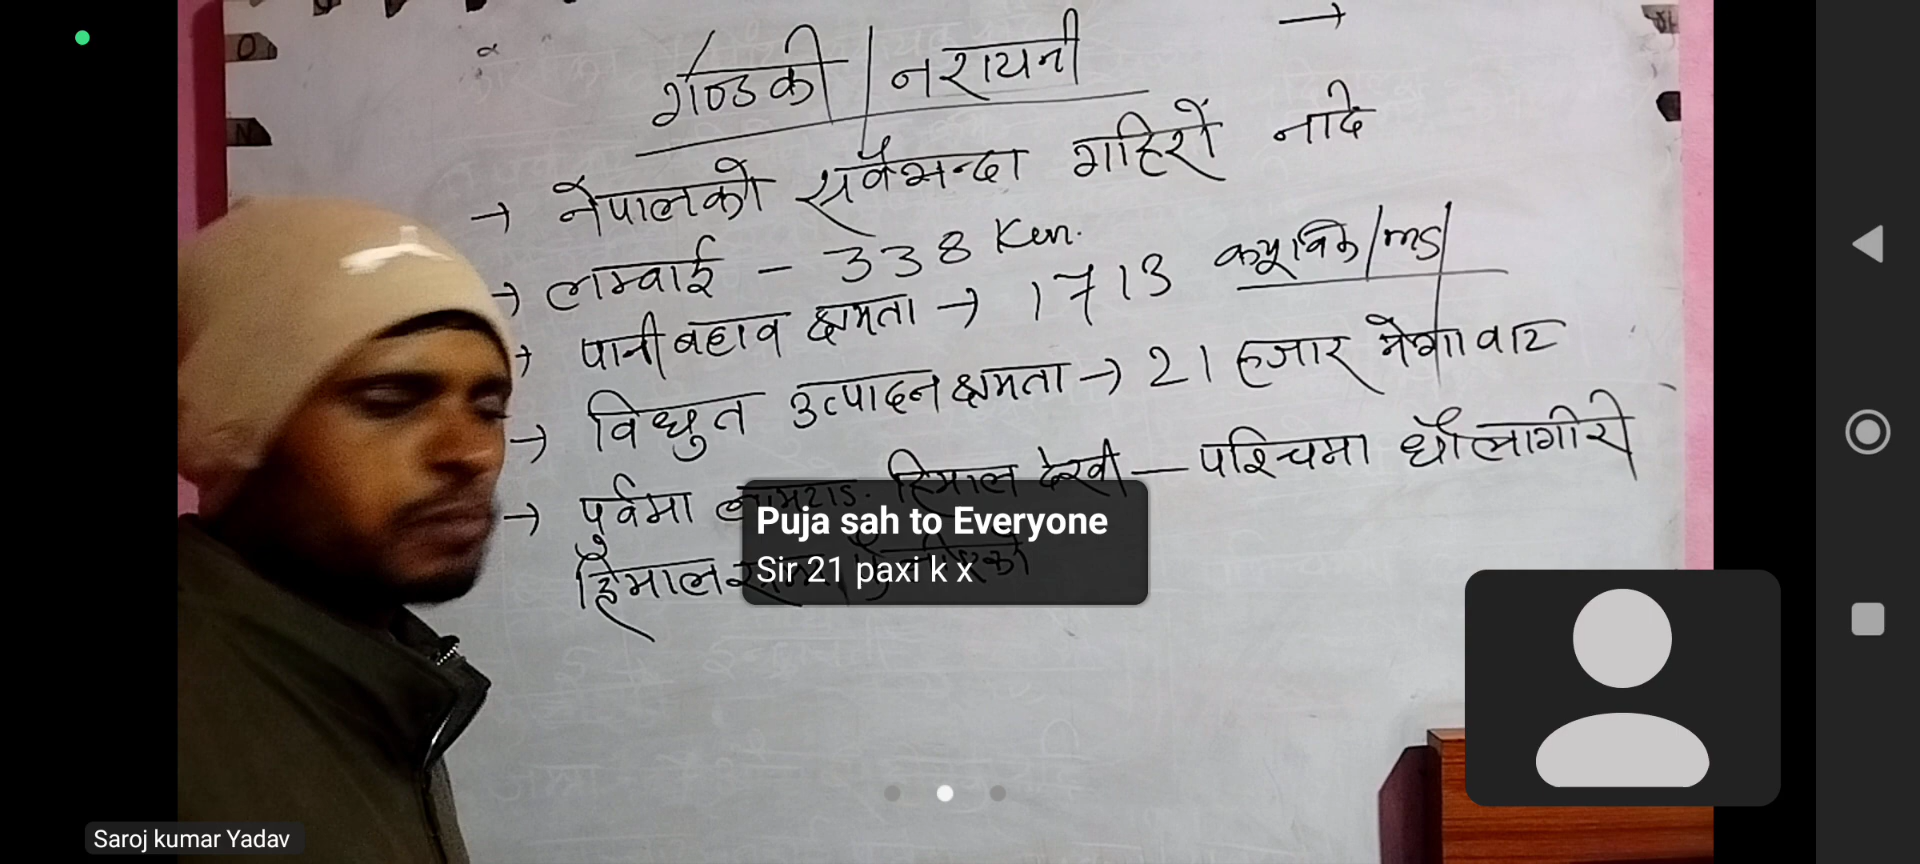 गण्डकी / नरायनी
→
→ नेपालको सर्वभन्दा गहिरो नदि
→ लम्वाई - 338 Km.
→ पानी बहाव क्षमता → 1713 क्यूविक/ms
→ विधुत उत्पादन क्षमता → 21 हजार मेगावाट
→ पुर्वमा हिमाल देखी — पश्चिमा धौलागीरी
हिमाल
Puja sah to Everyone
Sir 21 paxi k x
Saroj kumar Yadav